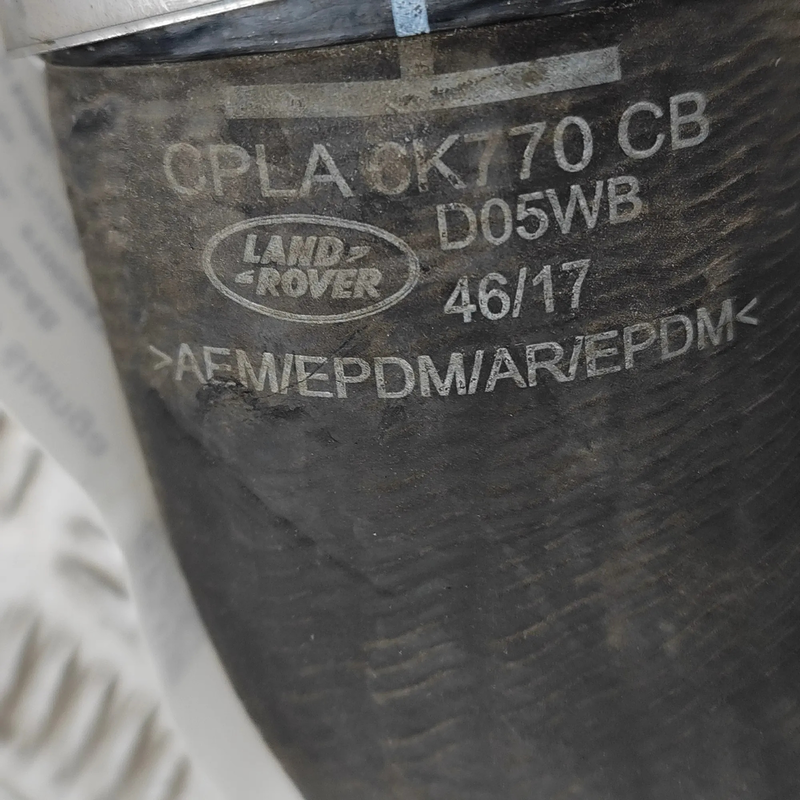 CPLA 6K770 CB
D05WB
LAND
ROVER
46/17
>AEM/EPDM/AR/EPDM<